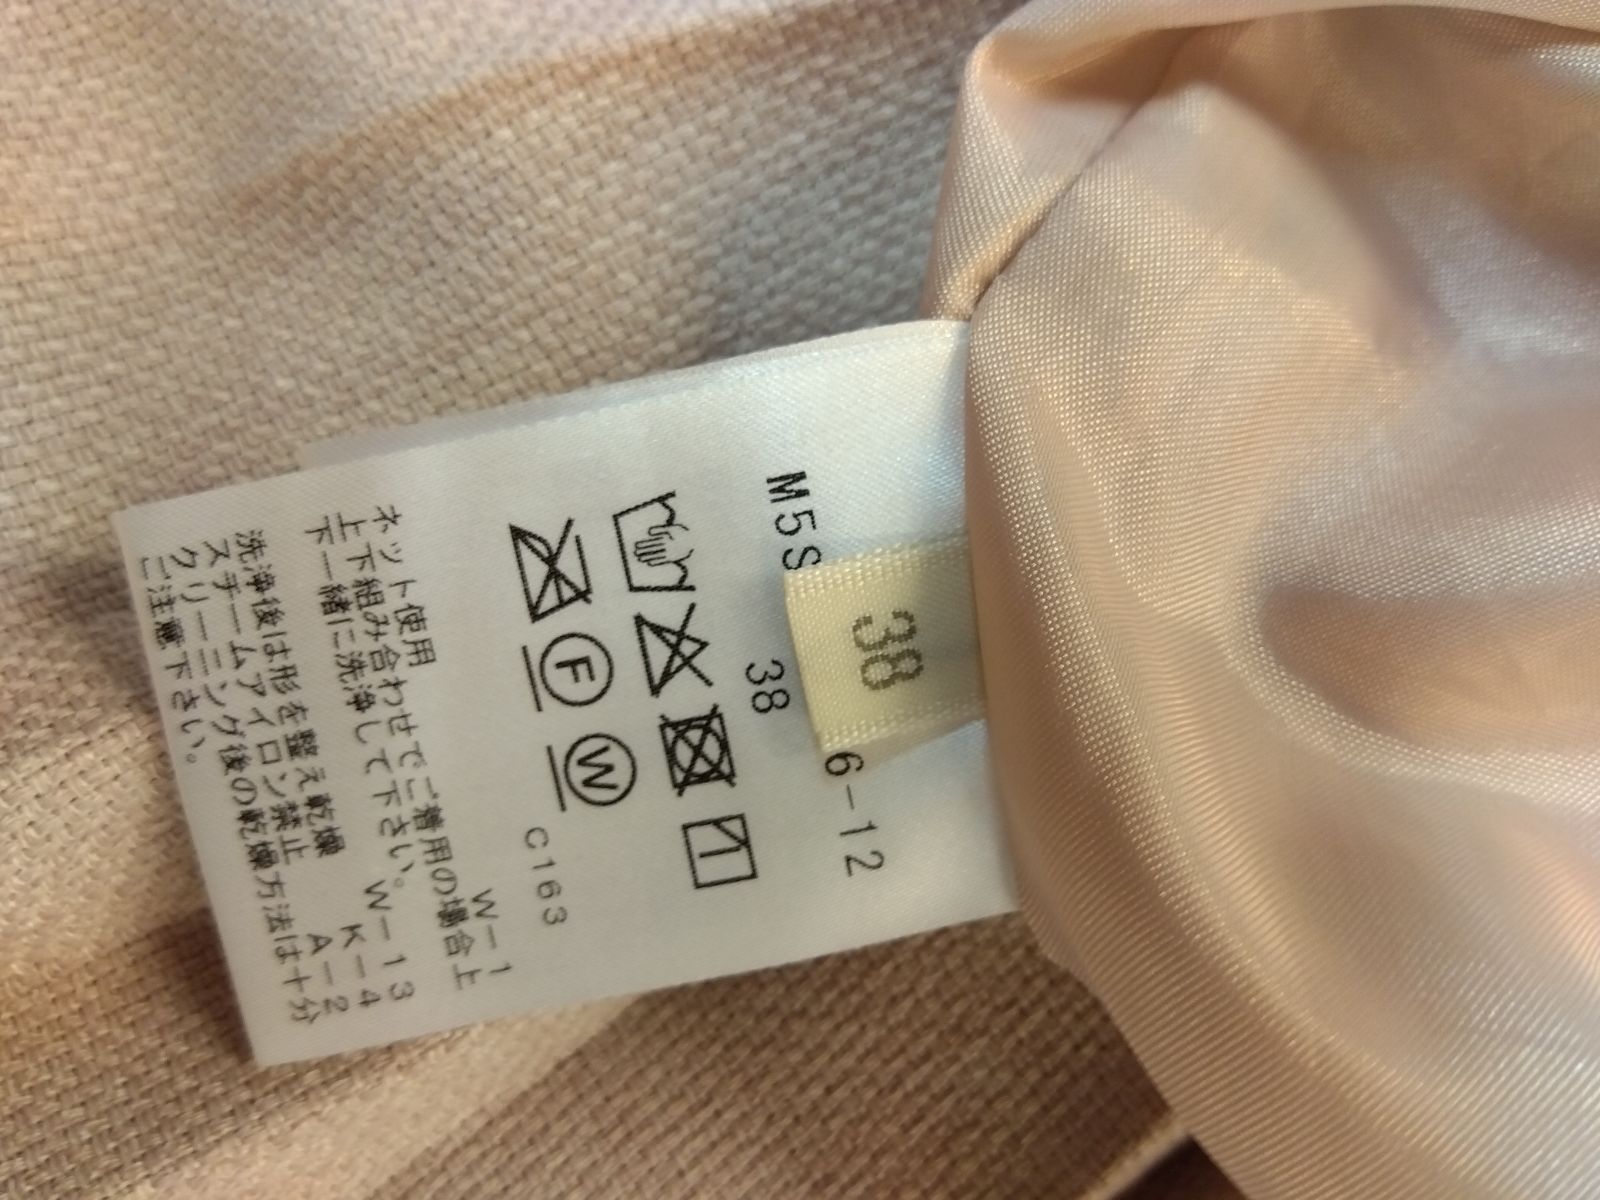 38
M5S
6-12
38
F
W
C163
W-1
ネット使用
上下組み合わせでご着用の場合上
下一緒に洗浄して下さい。
W-13
K-4
洗浄後は形を整え乾燥
A-2
スチームアイロン禁止
クリーニング後の乾燥方法は十分
ご注意下さい。